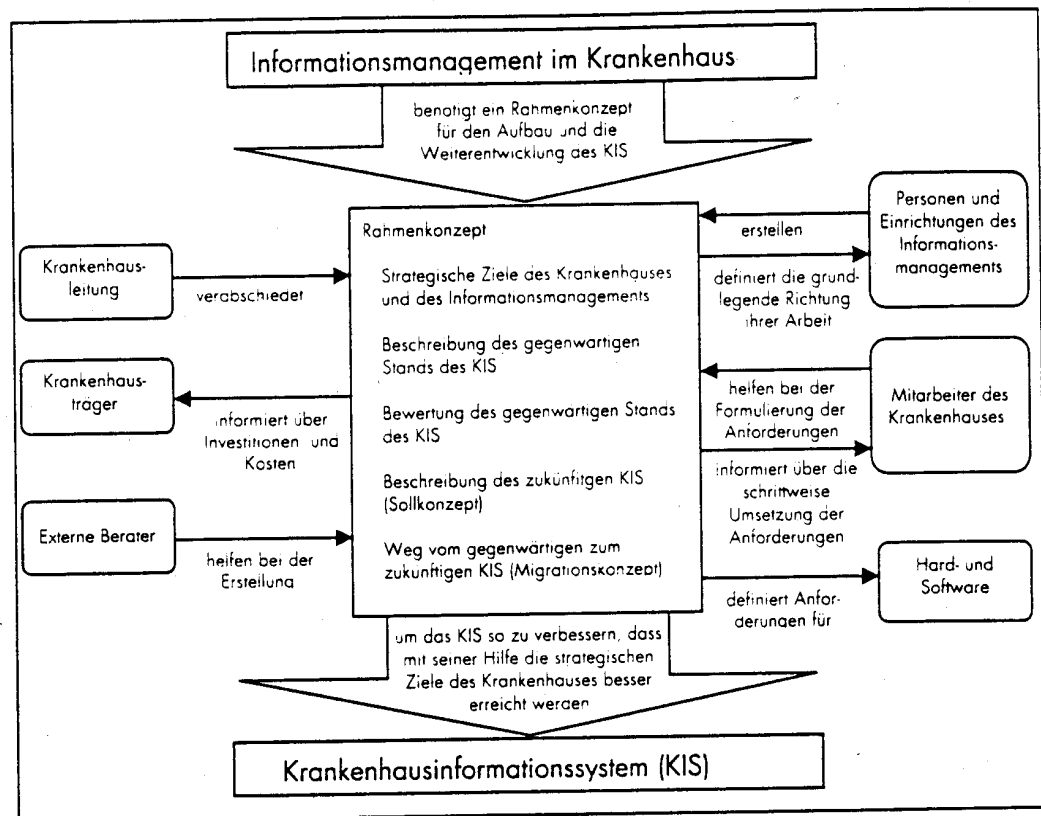 Informationsmanagement im Krankenhaus
benötigt ein Rahmenkonzept
für den Aufbau und die
Weiterentwicklung des KIS
Krankenhaus-
leitung
verabschiedet
Krankenhaus-
träger
informiert über
Investitionen und
Kosten
Externe Berater
helfen bei der
Erstellung
Rahmenkonzept
Strategische Ziele des Krankenhauses
und des Informationsmanagements
Beschreibung des gegenwärtigen
Stands des KIS
Bewertung des gegenwärtigen Stands
des KIS
Beschreibung des zukünfitgen KIS
(Sollkonzept)
Weg vom gegenwärtigen zum
zukünftigen KIS (Migrationskonzept)
erstellen
definiert die grund-
legende Richtung
ihrer Arbeit
Personen und
Einrichtungen des
Informations-
managements
helfen bei der
Formulierung der
Anforderungen
informiert über die
schrittweise
Umsetzung der
Anforderungen
Mitarbeiter des
Krankenhauses
definiert Anfor-
derungen für
Hard- und
Software
um das KIS so zu verbessern, dass
mit seiner Hilfe die strategischen
Ziele des Krankenhauses besser
erreicht werden
Krankenhausinformationssystem (KIS)